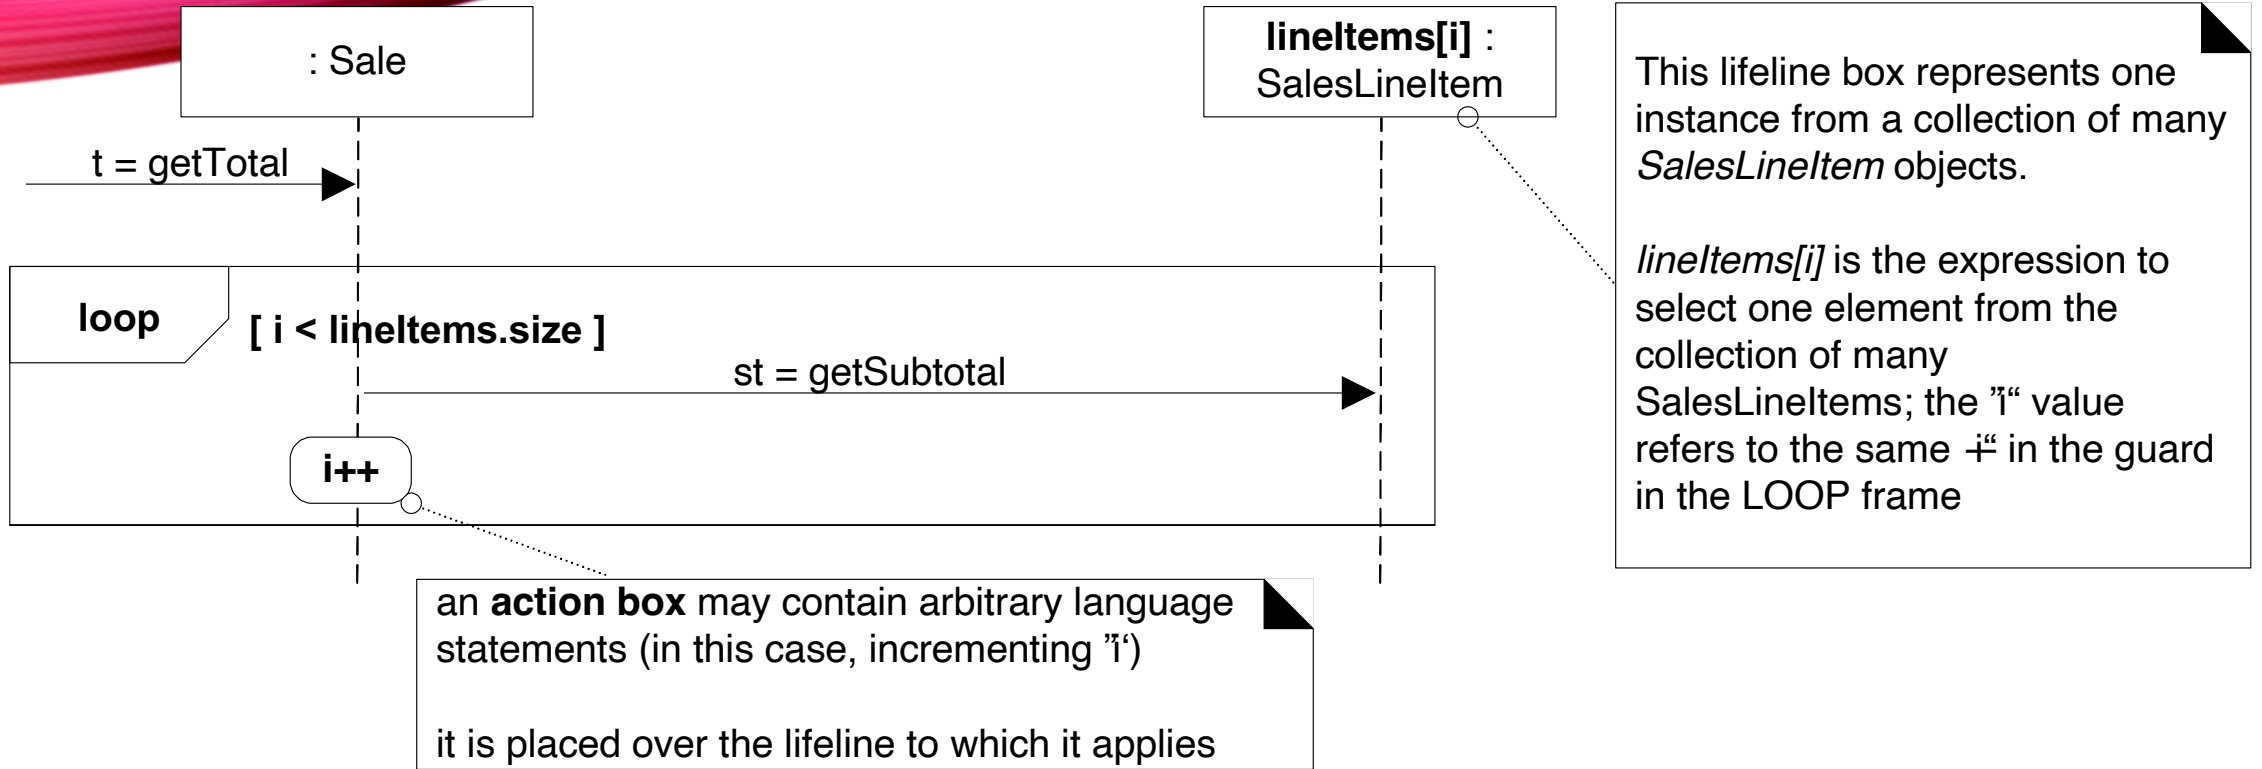 : Sale
lineItems[i] :
SalesLineItem
t = getTotal
loop
[ i < lineItems.size ]
st = getSubtotal
i++
an action box may contain arbitrary language
statements (in this case, incrementing ”i‘)
it is placed over the lifeline to which it applies
This lifeline box represents one
instance from a collection of many
SalesLineItem objects.
lineItems[i] is the expression to
select one element from the
collection of many
SalesLineItems; the ”i“ value
refers to the same in the guard
in the LOOP frame